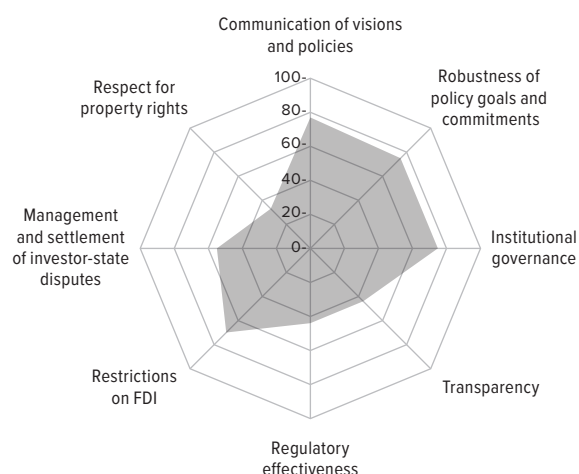 Communication of visions
and policies
Robustness of
policy goals and
commitments
Institutional
governance
Transparency
Regulatory
effectiveness
Restrictions
on FDI
Management
and settlement
of investor-state
disputes
Respect for
property rights
100-
80-
60-
40-
20-
0-